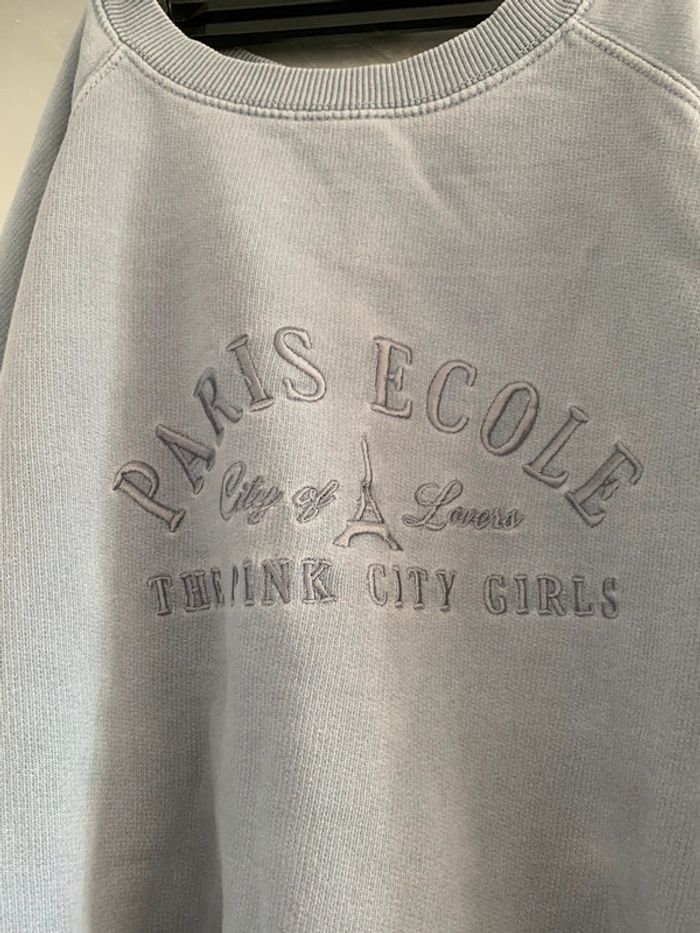 PARIS ECOLE
City of Lovers
THE PINK CITY GIRLS